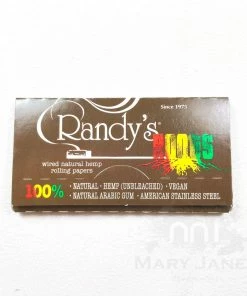 Since 1975
Randy's®
ROOTS
wired natural hemp
rolling papers
100%
· NATURAL · HEMP (UNBLEACHED) · VEGAN
· NATURAL ARABIC GUM · AMERICAN STAINLESS STEEL
MARY JANE